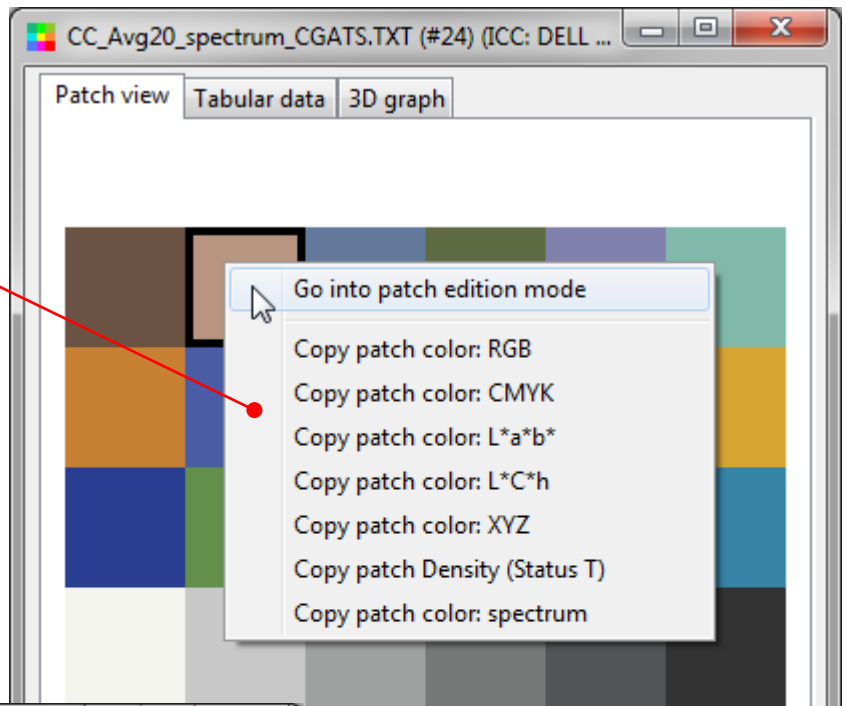 CC_Avg20_spectrum_CGATS.TXT (#24) (ICC: DELL ...
Patch view Tabular data 3D graph
Go into patch edition mode
Copy patch color: RGB
Copy patch color: CMYK
Copy patch color: L*a*b*
Copy patch color: L*C*h
Copy patch color: XYZ
Copy patch Density (Status T)
Copy patch color: spectrum